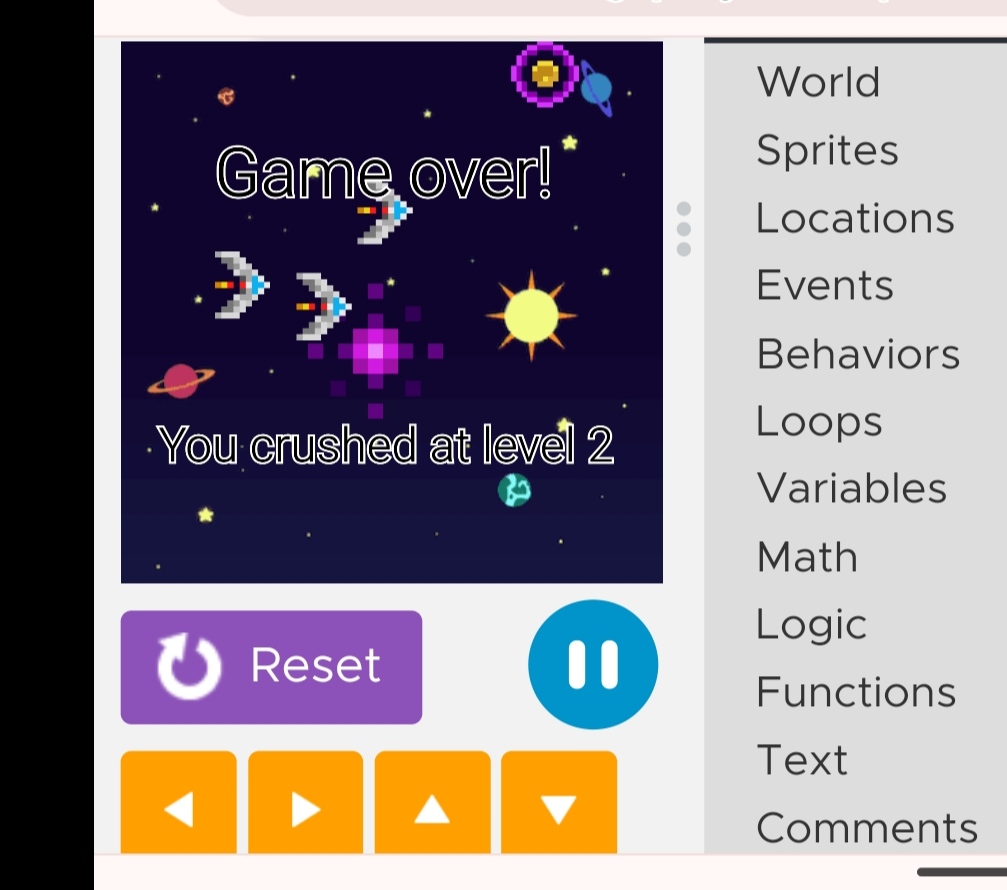 Game over!
You crushed at level 2
Reset
World
Sprites
Locations
Events
Behaviors
Loops
Variables
Math
Logic
Functions
Text
Comments